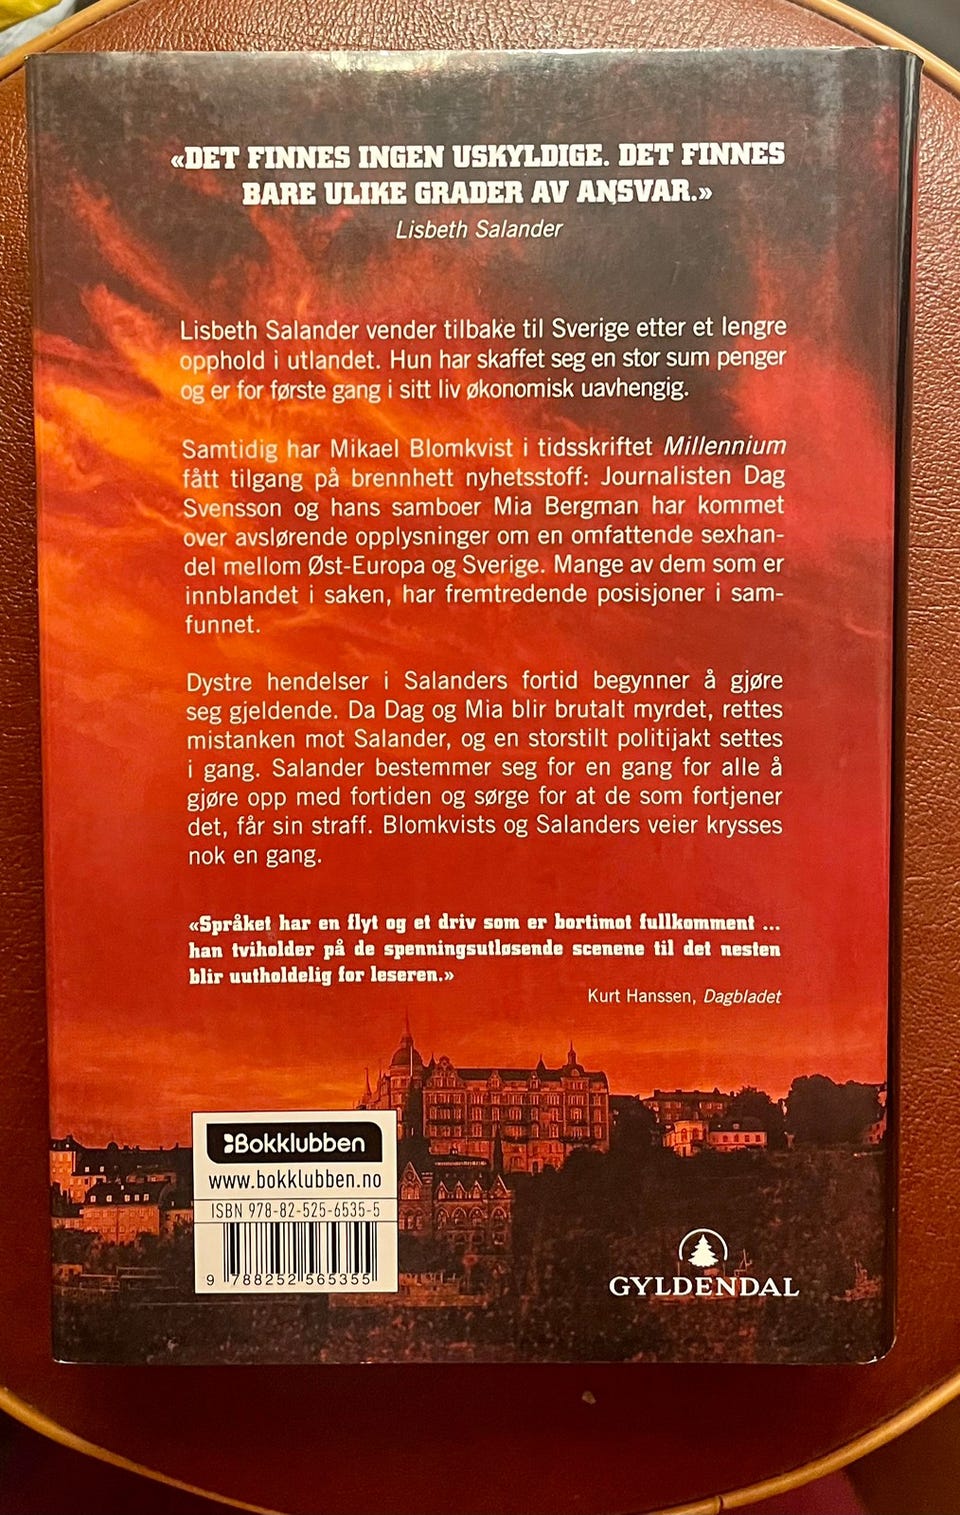 «DET FINNES INGEN USKYLDIGE. DET FINNES
BARE ULIKE GRADER AV ANSVAR.»
Lisbeth Salander
Lisbeth Salander vender tilbake til Sverige etter et lengre
opphold i utlandet. Hun har skaffet seg en stor sum penger
og er for første gang i sitt liv økonomisk uavhengig.
Samtidig har Mikael Blomkvist i tidsskriftet Millennium
fått tilgang på brennhett nyhetsstoff: Journalisten Dag
Svensson og hans samboer Mia Bergman har kommet
over avslørende opplysninger om en omfattende sexhan-
del mellom Øst-Europa og Sverige. Mange av dem som er
innblandet i saken, har fremtredende posisjoner i sam-
funnet.
Dystre hendelser i Salanders fortid begynner å gjøre
seg gjeldende. Da Dag og Mia blir brutalt myrdet, rettes
mistanken mot Salander, og en storstilt politijakt settes
i gang. Salander bestemmer seg for en gang for alle å
gjøre opp med fortiden og sørge for at de som fortjener
det, får sin straff. Blomkvists og Salanders veier krysses
nok en gang.
«Språket har en flyt og et driv som er bortimot fullkomment ...
han tviholder på de spenningsutløsende scenene til det nesten
blir uutholdelig for leseren.»
Kurt Hanssen, Dagbladet
Bokklubben
www.bokklubben.no
ISBN 978-82-525-6535-5
9 788252 565355
GYLDENDAL